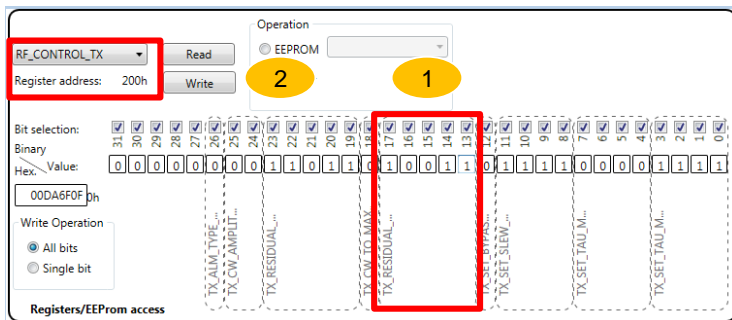 Operation
RF_CONTROL_TX
Read
EEPROM
Register address: 200h
Write
2
1
Bit selection:
31 30 29 28 27 26 25 24 23 22 21 20 19 18 17 16 15 14 13 12 11 10 9 8 7 6 5 4 3 2 1 0
Binary
Hex. Value:
0 0 0 0 0 0 0 0 1 1 0 1 1 0 1 0 0 1 1 0 1 1 1 1 0 0 0 0 1 1 1 1
00DA6F0F 0h
Write Operation
All bits
Single bit
TX_ALM_TYPE_...
TX_CW_AMPLIT...
TX_RESIDUAL_...
TX_CW_TO_MAX
TX_RESIDUAL_...
TX_SET_BYPAS...
TX_SET_SLEW_...
TX_SET_TAU_M...
TX_SET_TAU_M...
Registers/EEProm access